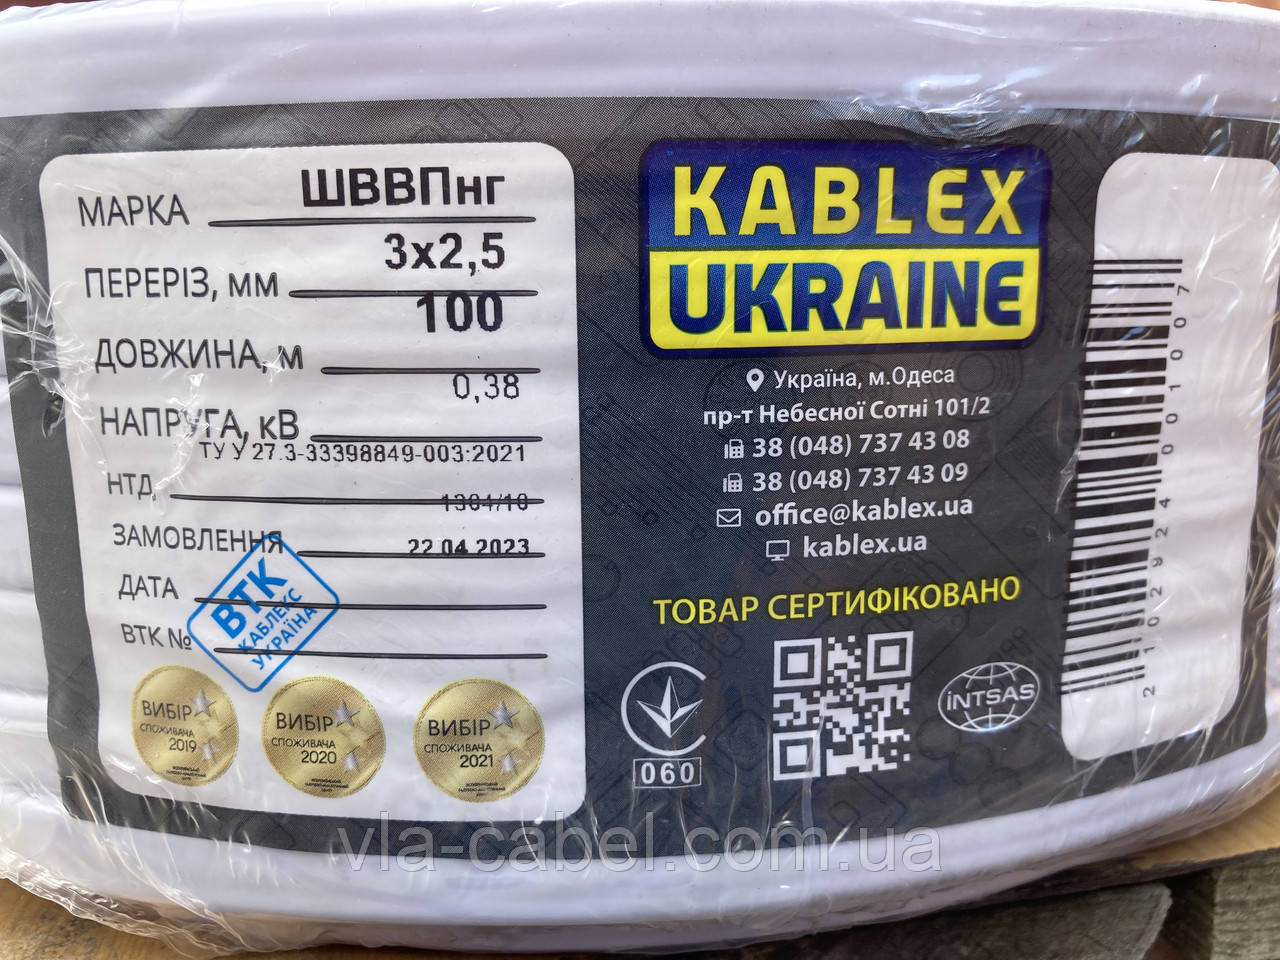 МАРКА ШВВПнг
ПЕРЕРІЗ, мм 3х2,5
ДОВЖИНА, м 100
НАПРУГА, кВ 0,38
НТД ТУ У 27.3-33398849-003:2021
ЗАМОВЛЕННЯ 1304/10
ДАТА 22.04.2023
ВТК №
ВТК
КАБЛЕКС
УКРАЇНА
ВИБІР
СПОЖИВАЧА
2019
ВИБІР
СПОЖИВАЧА
2020
ВИБІР
СПОЖИВАЧА
2021
KABLEX
UKRAINE
Україна, м.Одеса
пр-т Небесної Сотні 101/2
38 (048) 737 43 08
38 (048) 737 43 09
office@kablex.ua
kablex.ua
ТОВАР СЕРТИФІКОВАНО
060
INTSAS
2102924001007
vla-cabel.com.ua